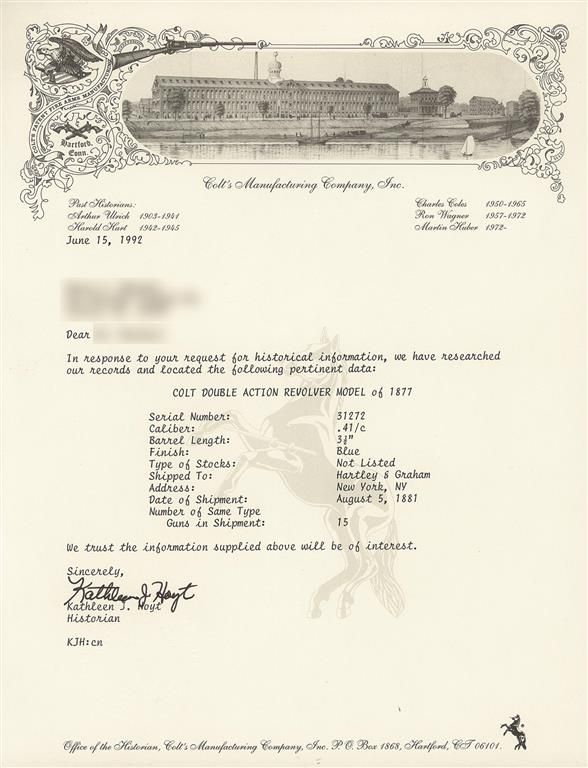 COLT'S PATENT FIRE ARMS MANUFACTURING
Hartford,
Conn.
Colt's Manufacturing Company, Inc.
Past Historians:
Arthur Ulrich 1903-1941
Harold Hart 1942-1945
Charles Coles 1950-1965
Ron Wagner 1957-1972
Martin Huber 1972-
June 15, 1992
Dear
In response to your request for historical information, we have researched
our records and located the following pertinent data:
COLT DOUBLE ACTION REVOLVER MODEL of 1877
Serial Number: 31272
Caliber: .41/c
Barrel Length: 3½"
Finish: Blue
Type of Stocks: Not Listed
Shipped To: Hartley & Graham
Address: New York, NY
Date of Shipment: August 5, 1881
Number of Same Type
Guns in Shipment: 15
We trust the information supplied above will be of interest.
Sincerely,
Kathleen J Hoyt
Kathleen J. Hoyt
Historian
KJH:cn
Office of the Historian, Colt's Manufacturing Company, Inc. P.O. Box 1868, Hartford, CT 06101.